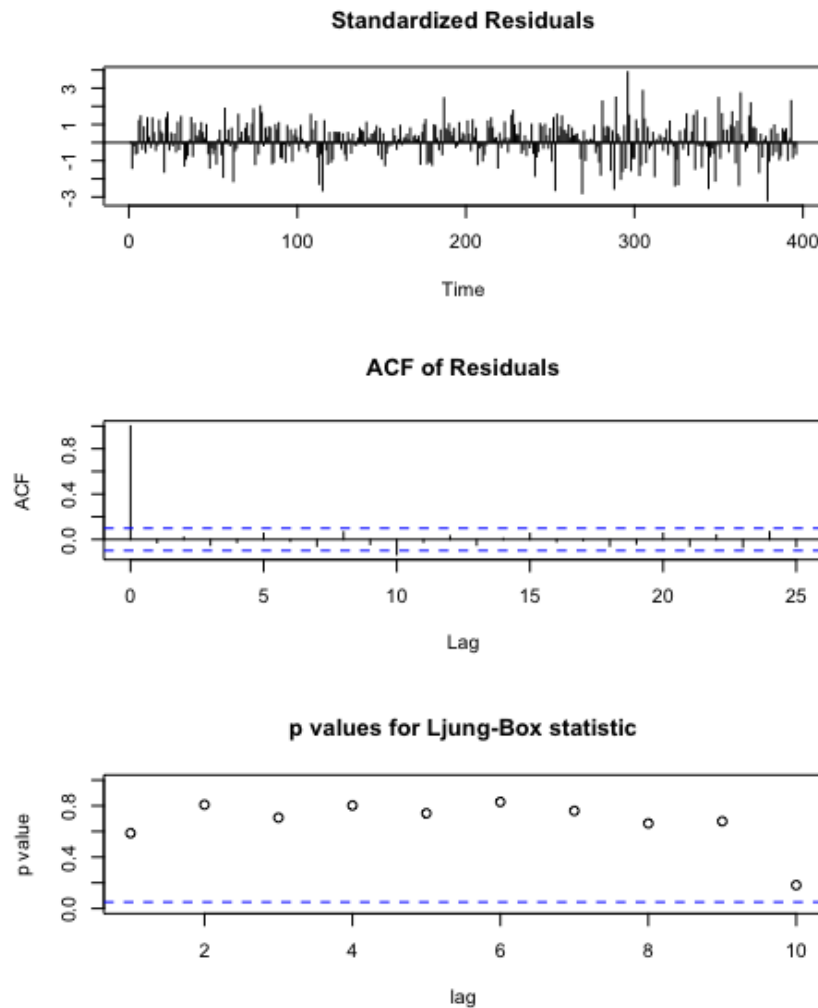 Standardized Residuals
3
1
-1
-3
0 100 200 300 400
Time
ACF of Residuals
ACF
0.8
0.4
0.0
0 5 10 15 20 25
Lag
p values for Ljung-Box statistic
p value
0.8
0.4
0.0
2 4 6 8 10
lag